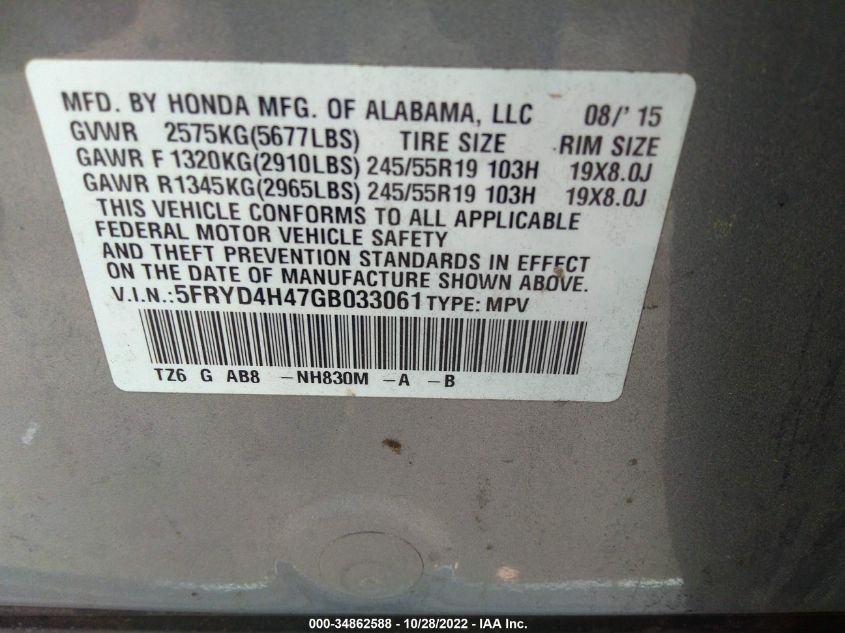 MFD. BY HONDA MFG. OF ALABAMA, LLC 08/' 15
GVWR 2575KG(5677LBS) TIRE SIZE RIM SIZE
GAWR F 1320KG(2910LBS) 245/55R19 103H 19X8.0J
GAWR R1345KG(2965LBS) 245/55R19 103H 19X8.0J
THIS VEHICLE CONFORMS TO ALL APPLICABLE
FEDERAL MOTOR VEHICLE SAFETY
AND THEFT PREVENTION STANDARDS IN EFFECT
ON THE DATE OF MANUFACTURE SHOWN ABOVE.
V.I.N.:5FRYD4H47GB033061 TYPE: MPV
TZ6 G AB8 -NH830M -A -B
000-34862588 - 10/28/2022 - IAA Inc.